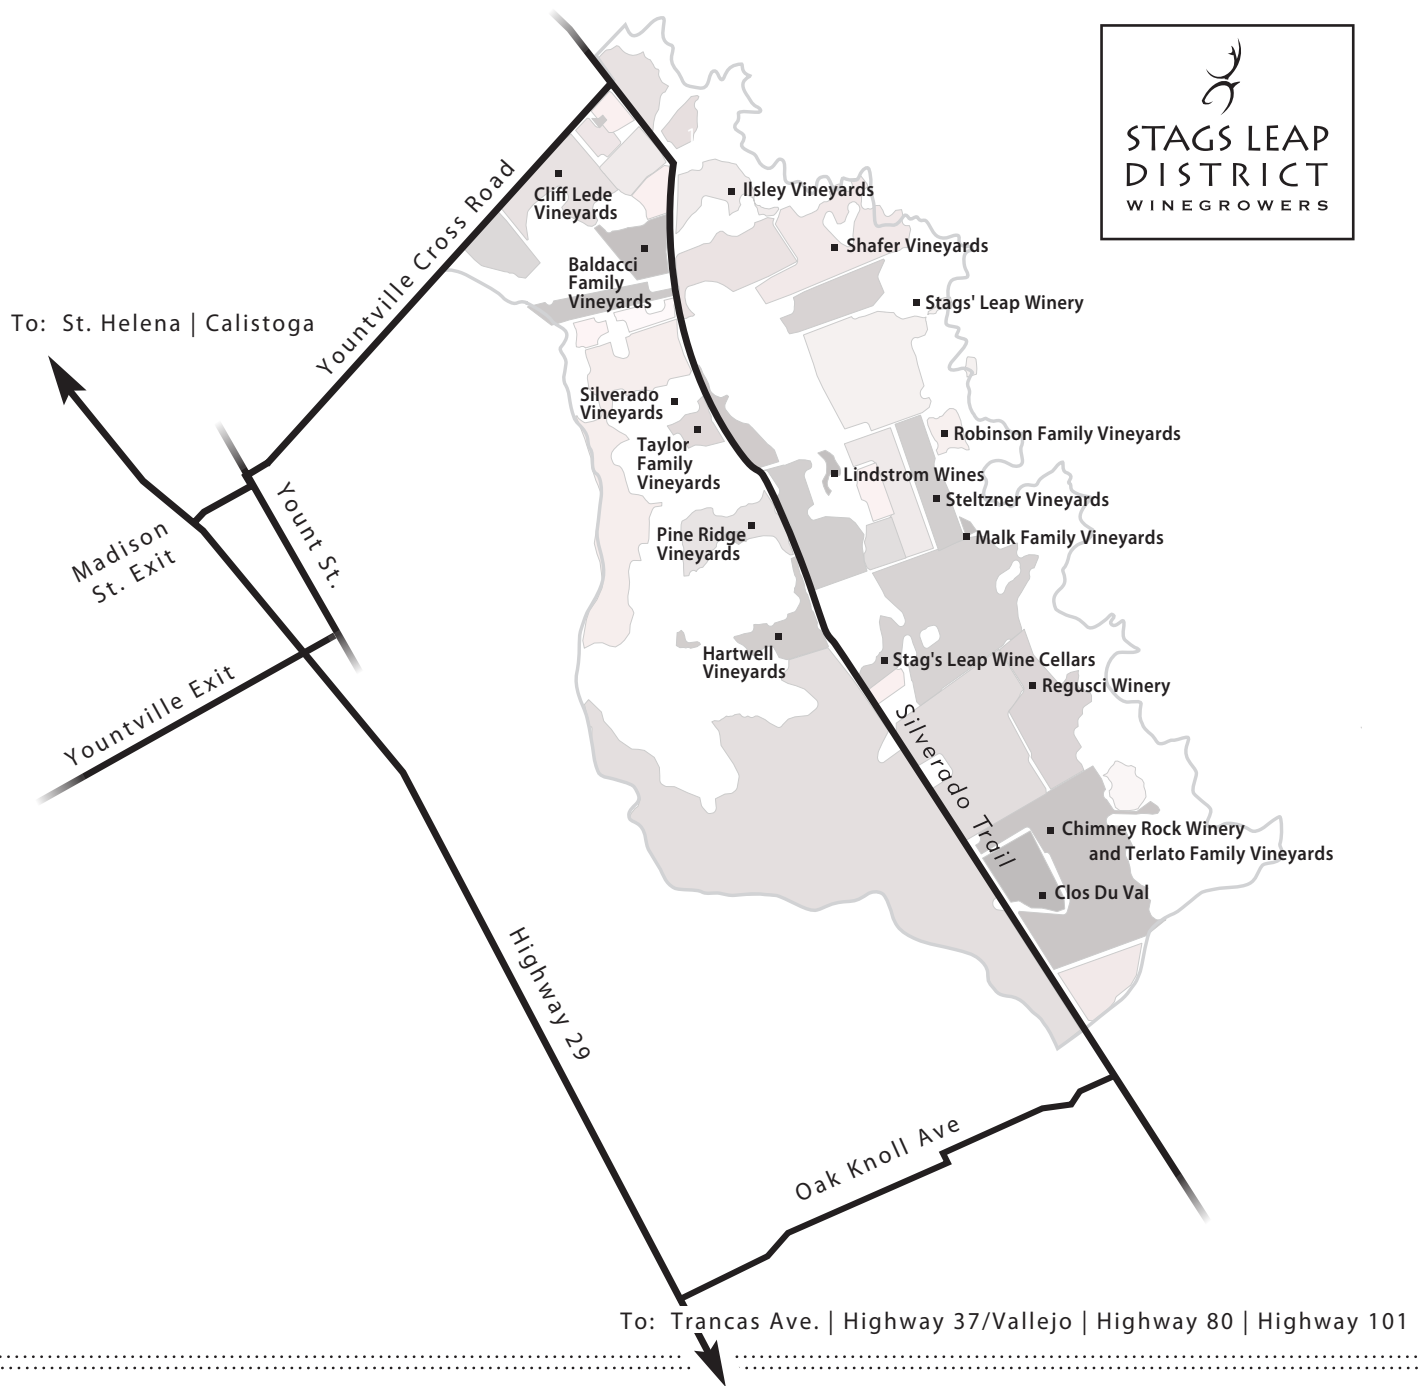 STAGS LEAP
DISTRICT
WINEGROWERS
Yountville Cross Road
Cliff Lede
Vineyards
Ilsley Vineyards
Baldacci
Family
Vineyards
Shafer Vineyards
Stags' Leap Winery
To: St. Helena | Calistoga
Silverado
Vineyards
Taylor
Family
Vineyards
Robinson Family Vineyards
Lindstrom Wines
Steltzner Vineyards
Pine Ridge
Vineyards
Malk Family Vineyards
Yount St.
Madison
St. Exit
Hartwell
Vineyards
Stag's Leap Wine Cellars
Regusci Winery
Yountville Exit
Silverado Trail
Chimney Rock Winery
and Terlato Family Vineyards
Clos Du Val
Highway 29
Oak Knoll Ave
To: Trancas Ave. | Highway 37/Vallejo | Highway 80 | Highway 101